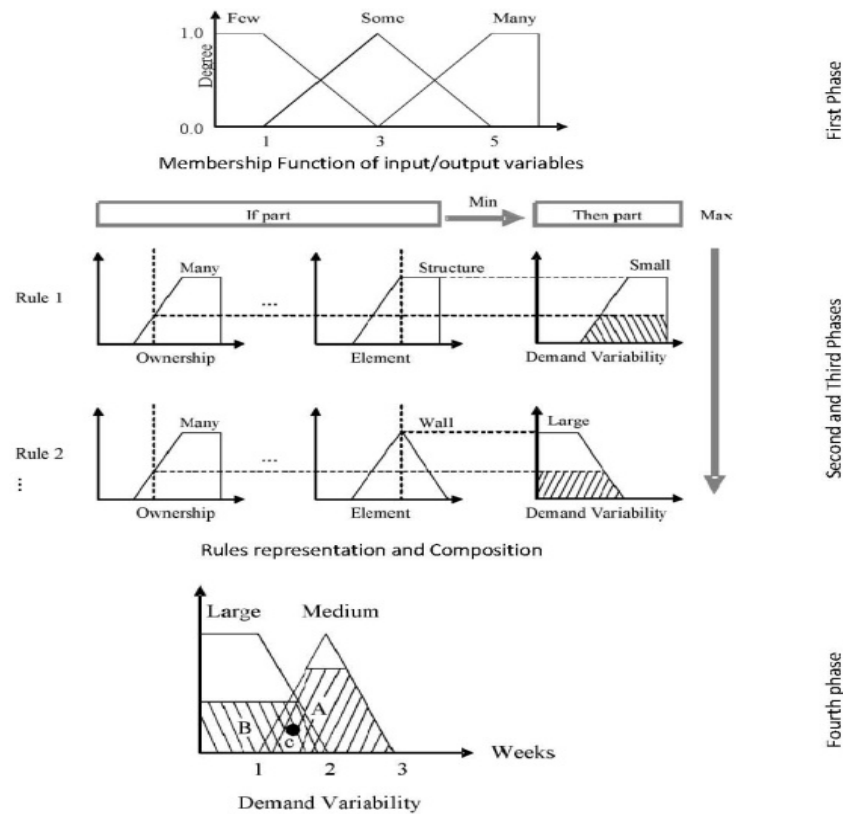 Few Some Many
1.0
Degree
0.0
1 3 5
Membership Function of input/output variables
First Phase
If part Min Then part Max
Rule 1
Many ... Structure Small
Ownership Element Demand Variability
Rule 2
...
Many ... Wall Large
Ownership Element Demand Variability
Second and Third Phases
Rules representation and Composition
Large Medium
B A
c
1 2 3 Weeks
Demand Variability
Fourth phase